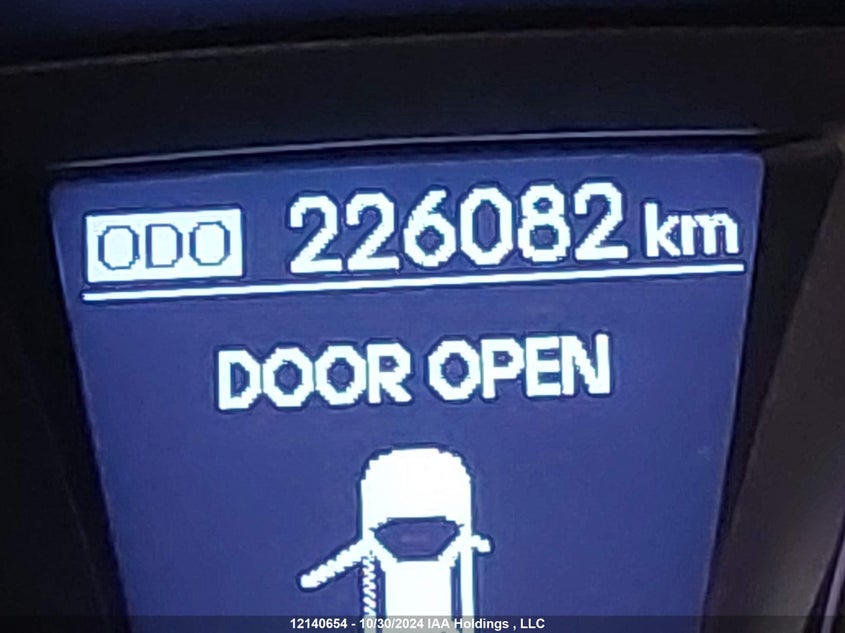 ODO 226082 km
DOOR OPEN
12140654 - 10/30/2024 IAA Holdings , LLC